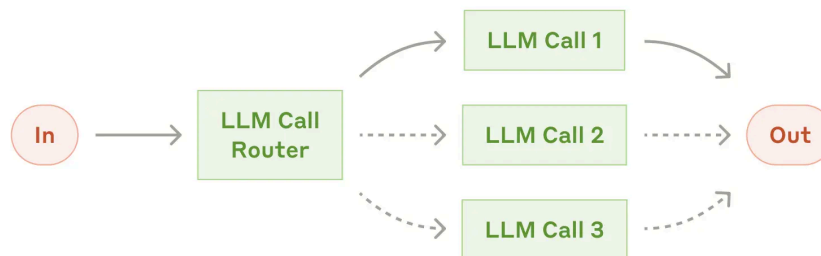 In
LLM Call
Router
LLM Call 1
LLM Call 2
LLM Call 3
Out